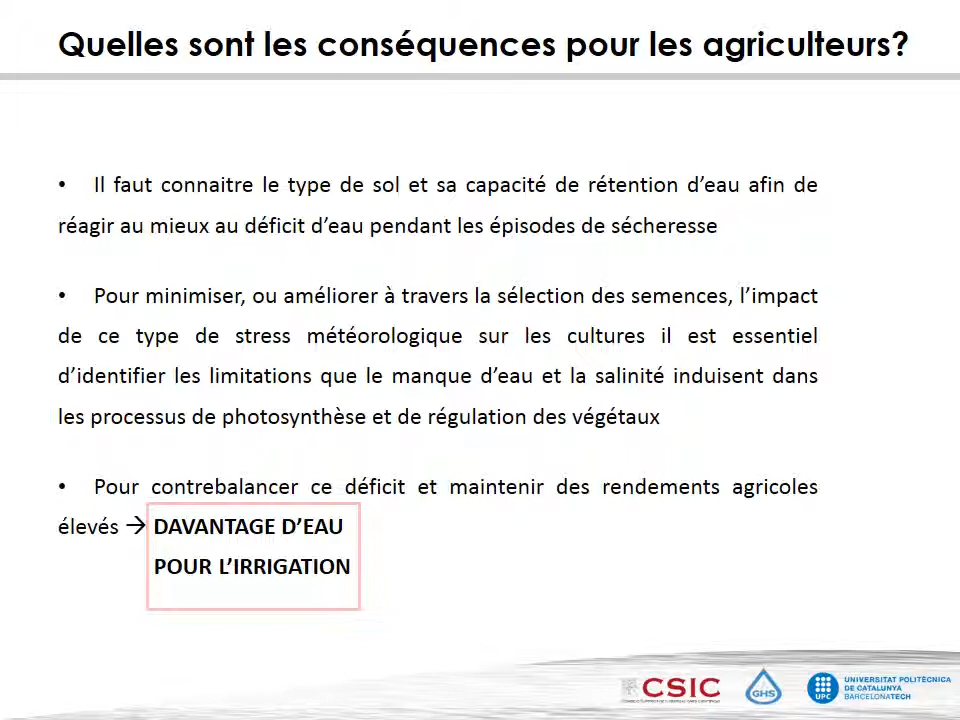 Quelles sont les conséquences pour les agriculteurs?
• Il faut connaitre le type de sol et sa capacité de rétention d’eau afin de
réagir au mieux au déficit d’eau pendant les épisodes de sécheresse
• Pour minimiser, ou améliorer à travers la sélection des semences, l’impact
de ce type de stress météorologique sur les cultures il est essentiel
d’identifier les limitations que le manque d’eau et la salinité induisent dans
les processus de photosynthèse et de régulation des végétaux
• Pour contrebalancer ce déficit et maintenir des rendements agricoles
élevés → DAVANTAGE D’EAU
POUR L’IRRIGATION
CSIC
GHS
UPC
UNIVERSITAT POLITÈCNICA
DE CATALUNYA
BARCELONATECH